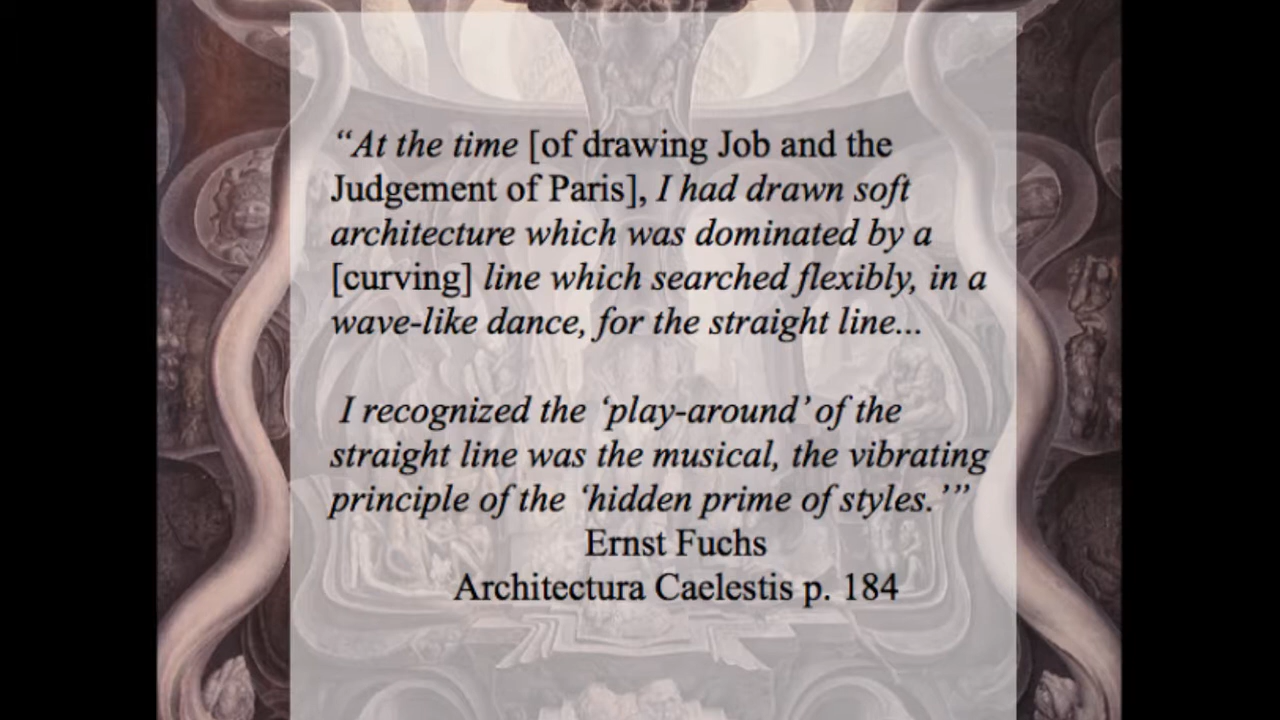 “At the time [of drawing Job and the
Judgement of Paris], I had drawn soft
architecture which was dominated by a
[curving] line which searched flexibly, in a
wave-like dance, for the straight line...
I recognized the ‘play-around’ of the
straight line was the musical, the vibrating
principle of the ‘hidden prime of styles.’”
Ernst Fuchs
Architectura Caelestis p. 184